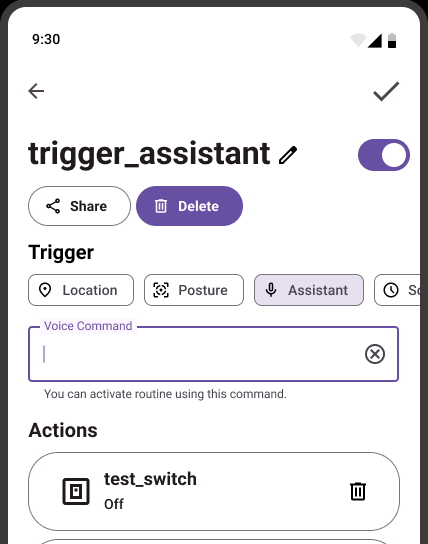 9:30
trigger_assistant
Share
Delete
Trigger
Location
Posture
Assistant
Voice Command
You can activate routine using this command.
Actions
test_switch
Off